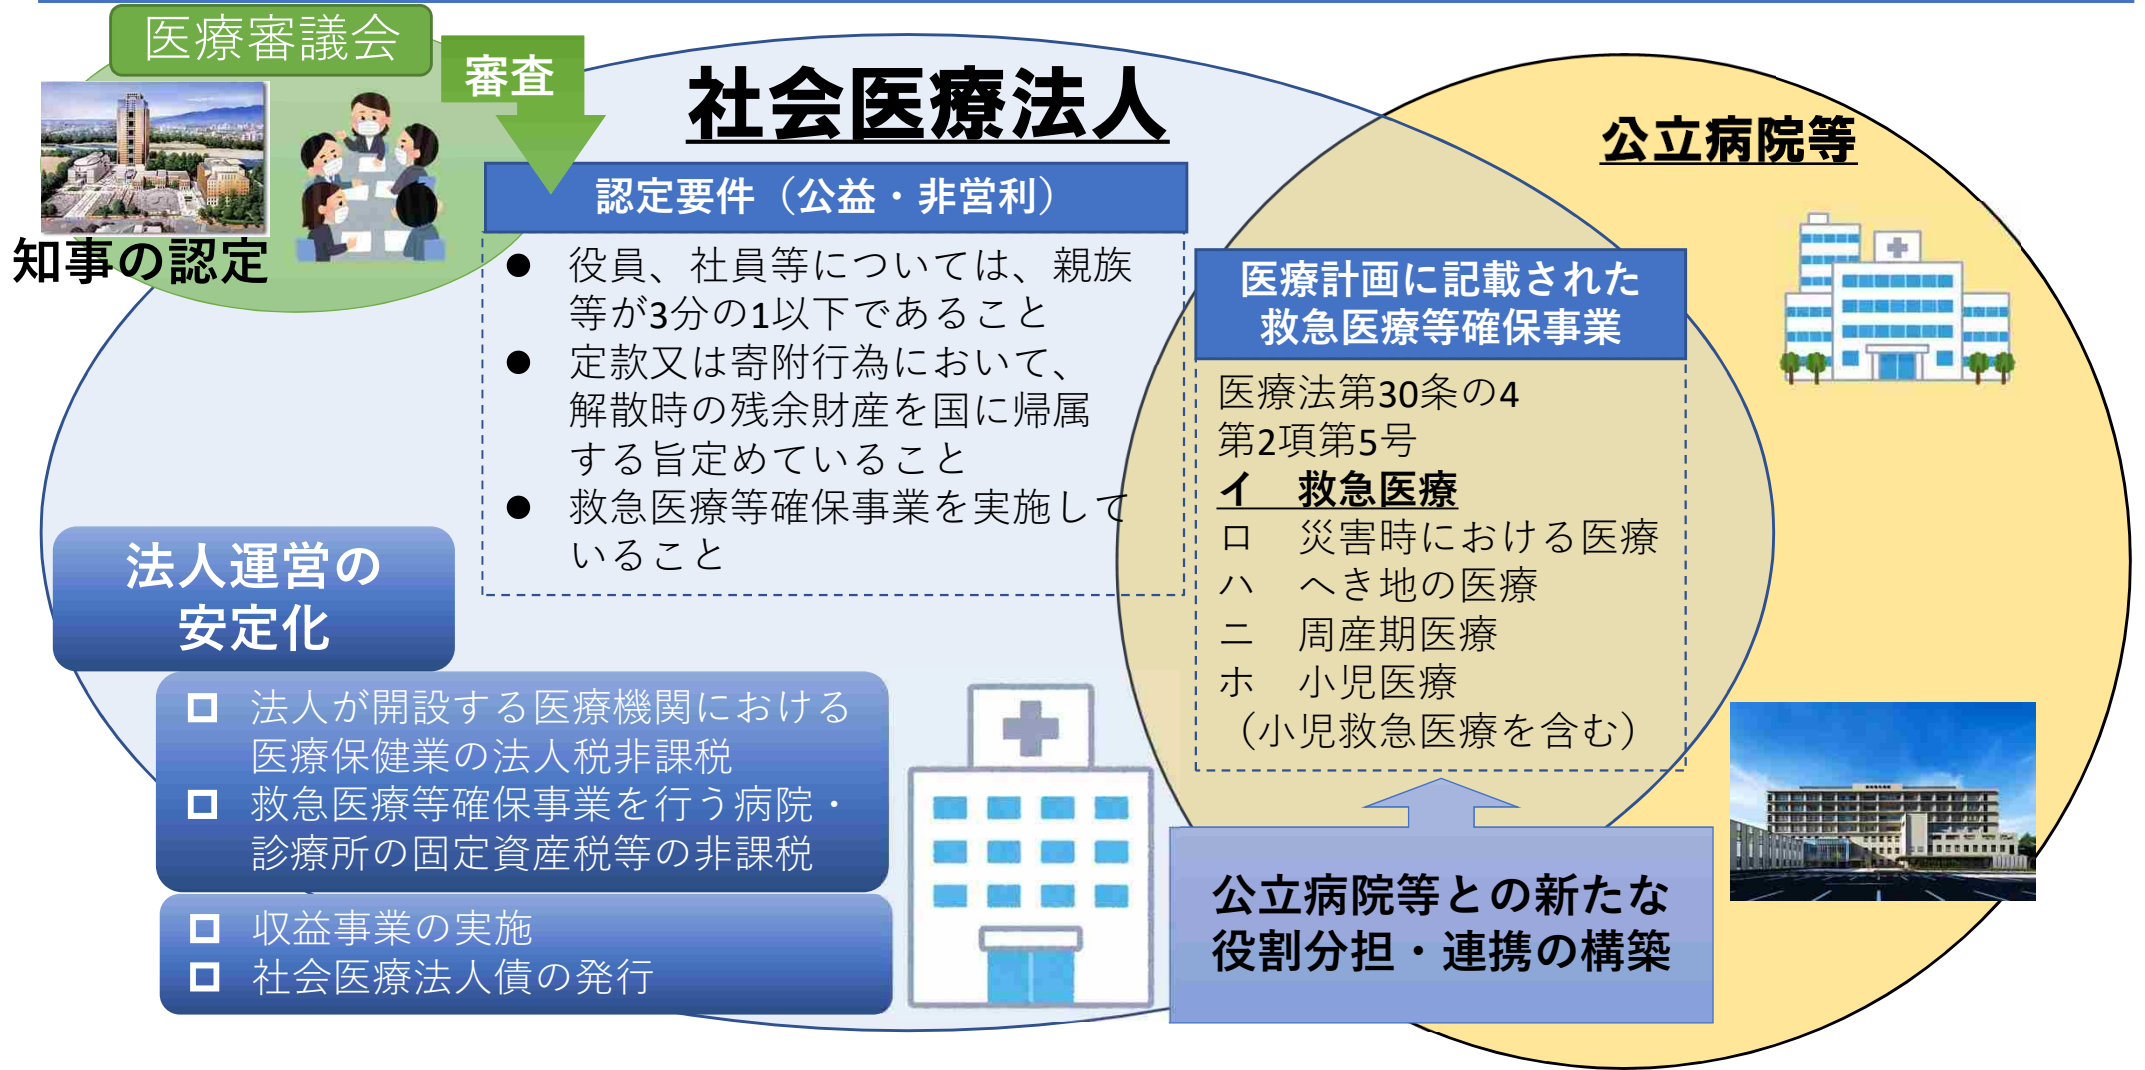 医療審議会
審査
知事の認定
社会医療法人
認定要件（公益・非営利）
● 役員、社員等については、親族
等が3分の1以下であること
● 定款又は寄附行為において、
解散時の残余財産を国に帰属
する旨定めていること
● 救急医療等確保事業を実施して
いること
公立病院等
医療計画に記載された
救急医療等確保事業
医療法第30条の4
第2項第5号
イ　救急医療
ロ　災害時における医療
ハ　へき地の医療
ニ　周産期医療
ホ　小児医療
（小児救急医療を含む）
法人運営の
安定化
法人が開設する医療機関における
医療保健業の法人税非課税
救急医療等確保事業を行う病院・
診療所の固定資産税等の非課税
収益事業の実施
社会医療法人債の発行
公立病院等との新たな
役割分担・連携の構築